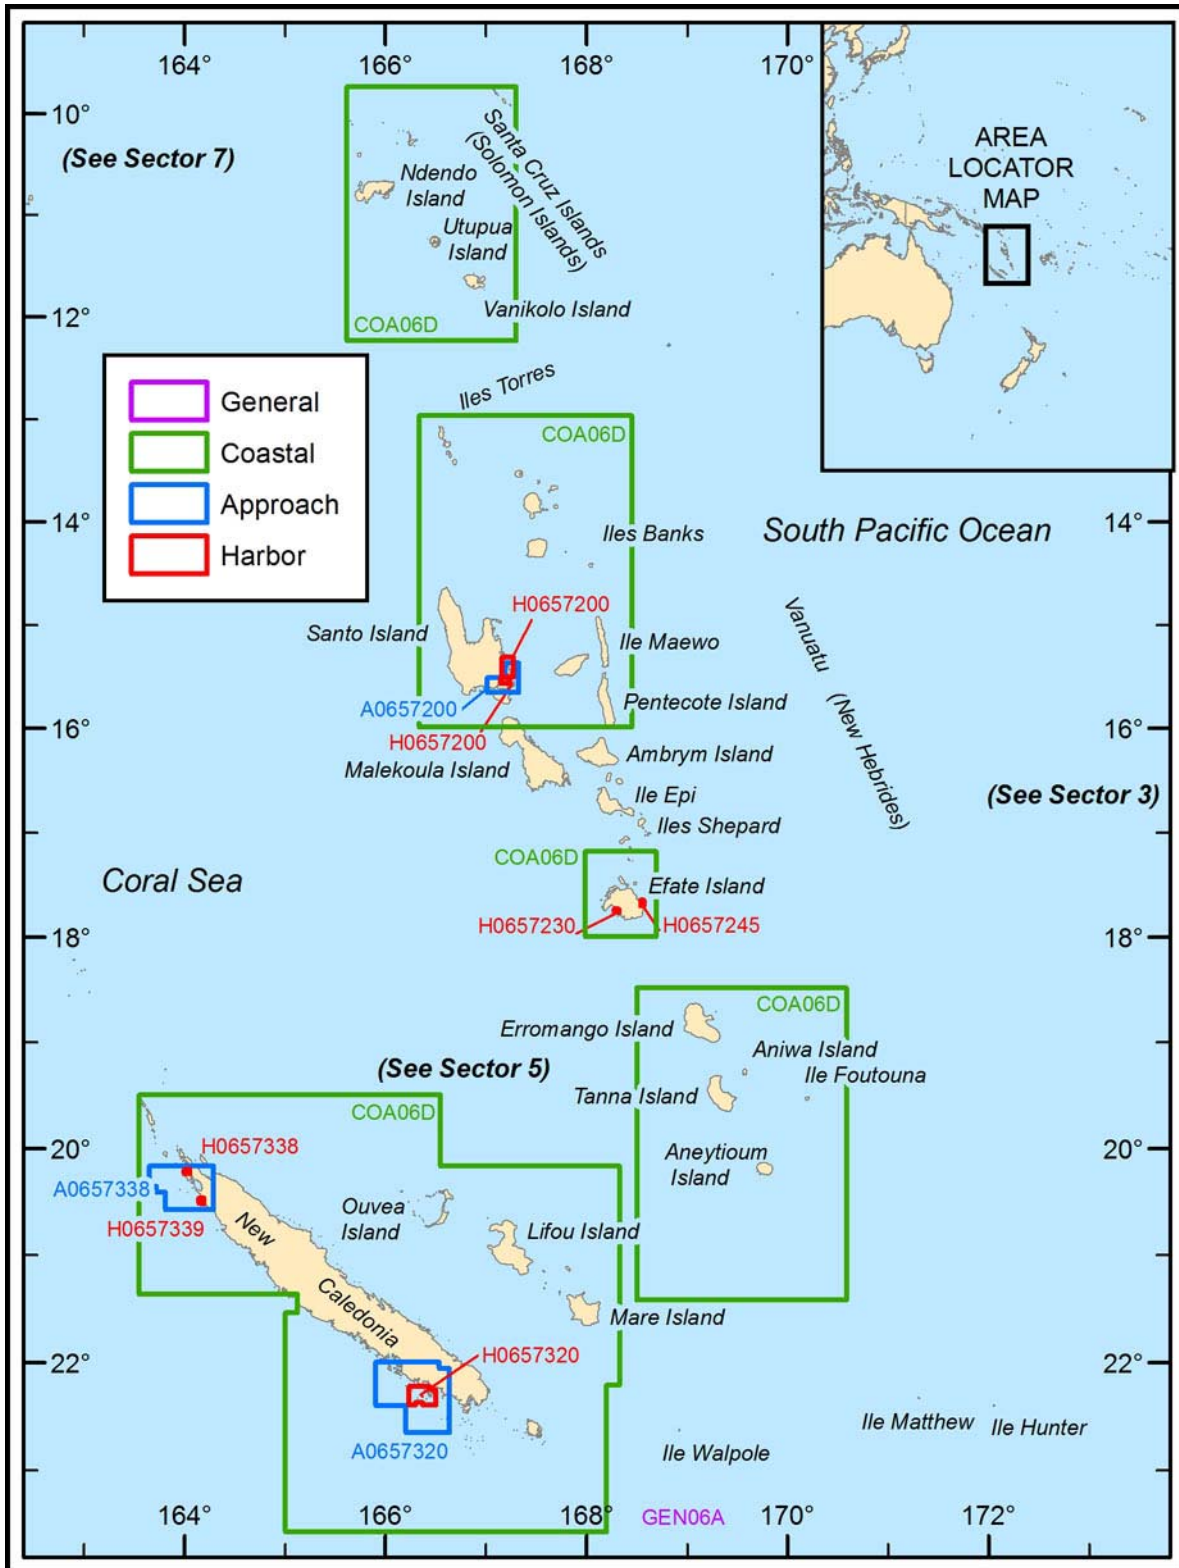 164°
166°
168°
170°
10°
(See Sector 7)
Santa Cruz Islands
(Solomon Islands)
Ndendo
Island
Utupua
Island
Vanikolo Island
COA06D
12°
AREA
LOCATOR
MAP
General
Coastal
Approach
Harbor
Iles Torres
COA06D
14°
Iles Banks
South Pacific Ocean
14°
H0657200
Santo Island
Ile Maewo
Vanuatu (New Hebrides)
A0657200
Pentecote Island
16°
H0657200
Malekoula Island
Ambrym Island
16°
Ile Epi
(See Sector 3)
Iles Shepard
COA06D
Coral Sea
Efate Island
H0657230
H0657245
18°
18°
COA06D
Erromango Island
Aniwa Island
(See Sector 5)
Ile Foutouna
Tanna Island
COA06D
20°
H0657338
Aneytioum
Island
20°
A0657338
H0657339
New
Caledonia
Ouvea
Island
Lifou Island
Mare Island
22°
H0657320
22°
A0657320
Ile Matthew
Ile Hunter
Ile Walpole
164°
166°
168°
GEN06A
170°
172°